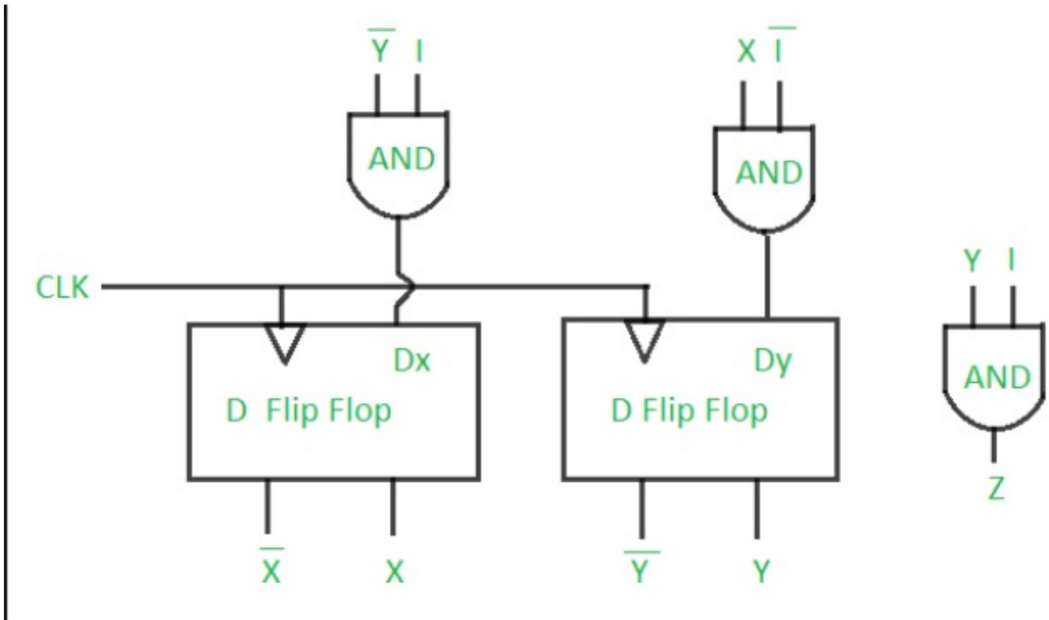 Y̅ I
X I̅
AND
AND
Y I
CLK
Dx
Dy
AND
D Flip Flop
D Flip Flop
Z
X̅ X
Y̅ Y